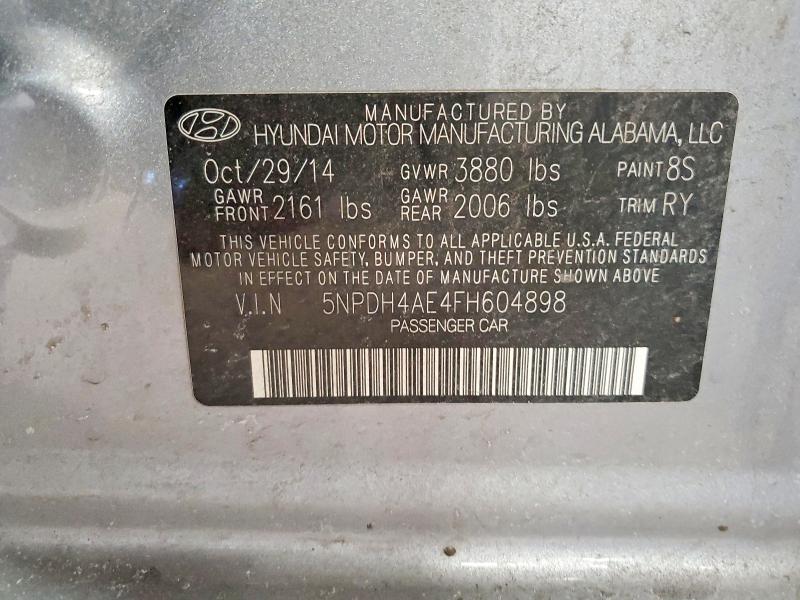 MANUFACTURED BY
HYUNDAI MOTOR MANUFACTURING ALABAMA, LLC
Oct/29/14 GVWR 3880 lbs PAINT 8S
GAWR FRONT 2161 lbs GAWR REAR 2006 lbs TRIM RY
THIS VEHICLE CONFORMS TO ALL APPLICABLE U.S.A. FEDERAL
MOTOR VEHICLE SAFETY, BUMPER, AND THEFT PREVENTION STANDARDS
IN EFFECT ON THE DATE OF MANUFACTURE SHOWN ABOVE
V.I.N 5NPDH4AE4FH604898
PASSENGER CAR